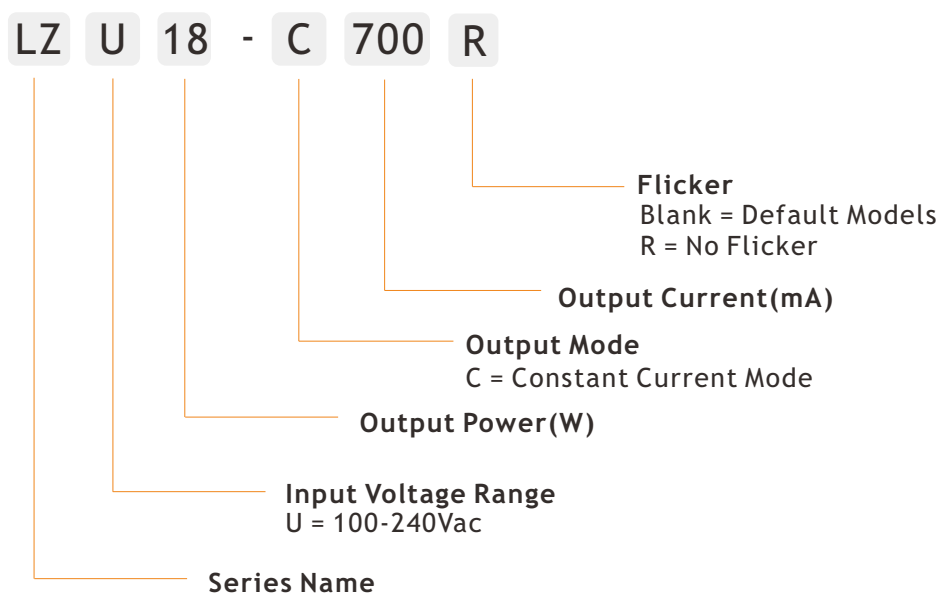 LZ U 18 - C 700 R
Flicker
Blank = Default Models
R = No Flicker
Output Current(mA)
Output Mode
C = Constant Current Mode
Output Power(W)
Input Voltage Range
U = 100-240Vac
Series Name